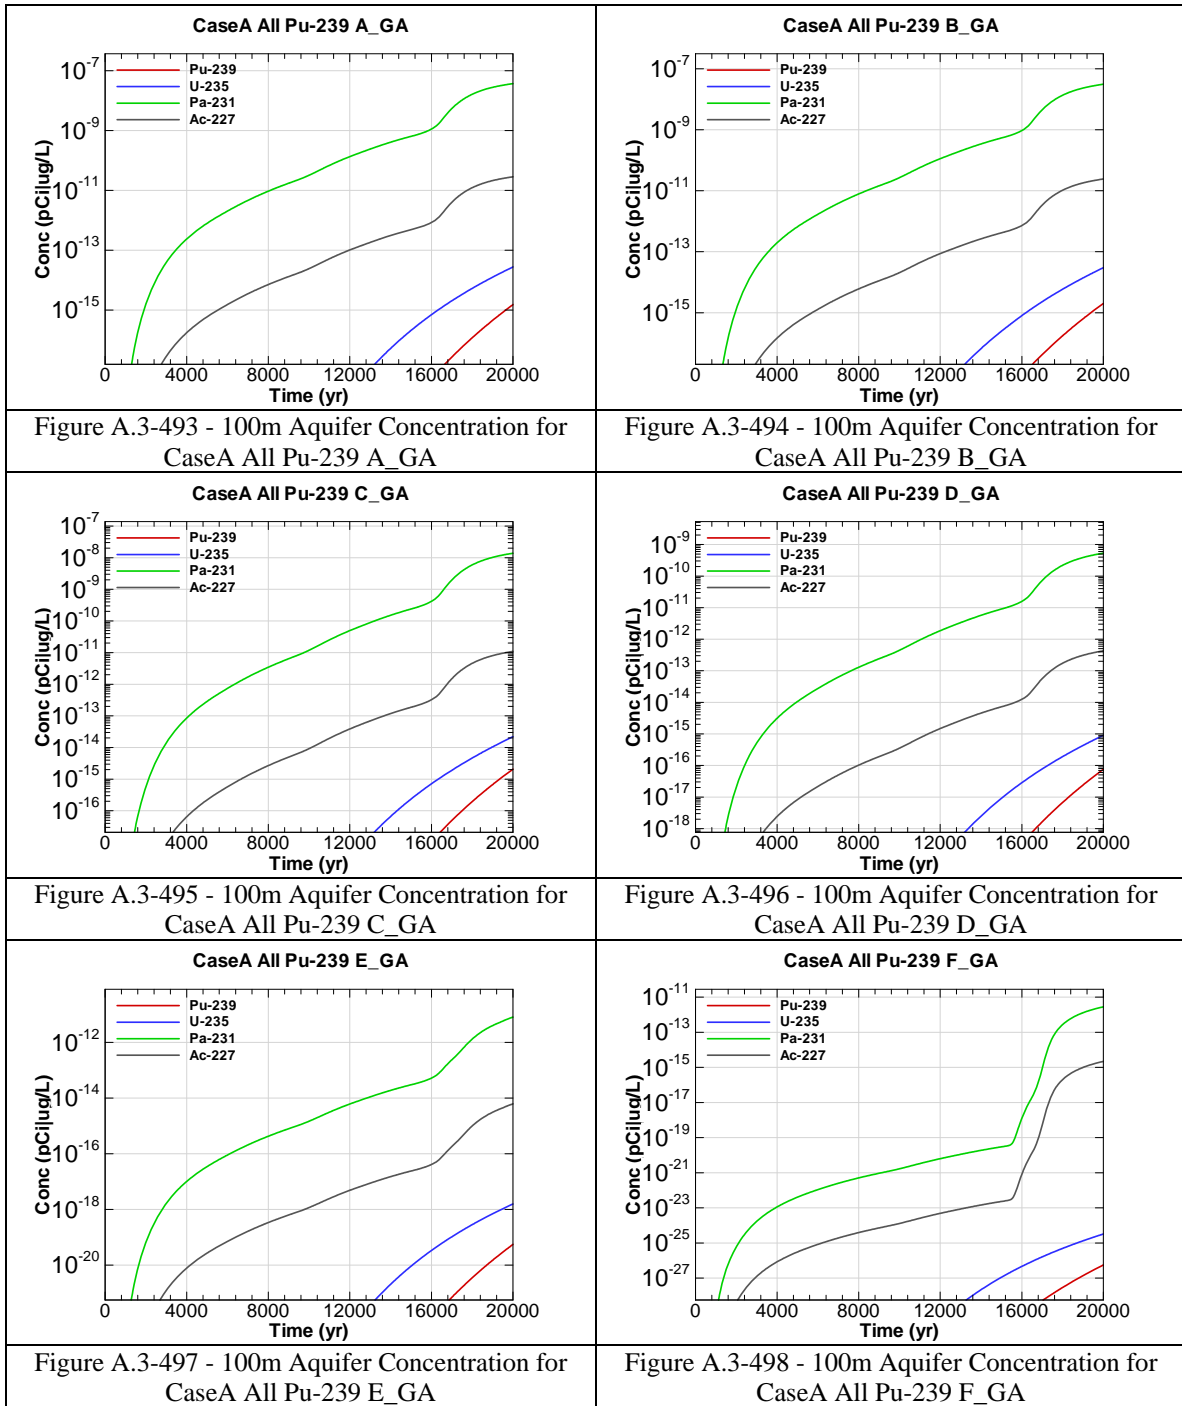 CaseA All Pu-239 A_GA
Conc (pCi|ug/L)
10-7
10-9
10-11
10-13
10-15
Pu-239
U-235
Pa-231
Ac-227
0 4000 8000 12000 16000 20000
Time (yr)
Figure A.3-493 - 100m Aquifer Concentration for
CaseA All Pu-239 A_GA
CaseA All Pu-239 B_GA
Conc (pCi|ug/L)
10-7
10-9
10-11
10-13
10-15
Pu-239
U-235
Pa-231
Ac-227
0 4000 8000 12000 16000 20000
Time (yr)
Figure A.3-494 - 100m Aquifer Concentration for
CaseA All Pu-239 B_GA
CaseA All Pu-239 C_GA
Conc (pCi|ug/L)
10-7
10-8
10-9
10-10
10-11
10-12
10-13
10-14
10-15
10-16
Pu-239
U-235
Pa-231
Ac-227
0 4000 8000 12000 16000 20000
Time (yr)
Figure A.3-495 - 100m Aquifer Concentration for
CaseA All Pu-239 C_GA
CaseA All Pu-239 D_GA
Conc (pCi|ug/L)
10-9
10-10
10-11
10-12
10-13
10-14
10-15
10-16
10-17
10-18
Pu-239
U-235
Pa-231
Ac-227
0 4000 8000 12000 16000 20000
Time (yr)
Figure A.3-496 - 100m Aquifer Concentration for
CaseA All Pu-239 D_GA
CaseA All Pu-239 E_GA
Conc (pCi|ug/L)
10-12
10-14
10-16
10-18
10-20
Pu-239
U-235
Pa-231
Ac-227
0 4000 8000 12000 16000 20000
Time (yr)
Figure A.3-497 - 100m Aquifer Concentration for
CaseA All Pu-239 E_GA
CaseA All Pu-239 F_GA
Conc (pCi|ug/L)
10-11
10-13
10-15
10-17
10-19
10-21
10-23
10-25
10-27
Pu-239
U-235
Pa-231
Ac-227
0 4000 8000 12000 16000 20000
Time (yr)
Figure A.3-498 - 100m Aquifer Concentration for
CaseA All Pu-239 F_GA